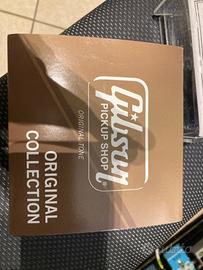 Gibson
PICKUP SHOP
ORIGINAL TONE
ORIGINAL
COLLECTION